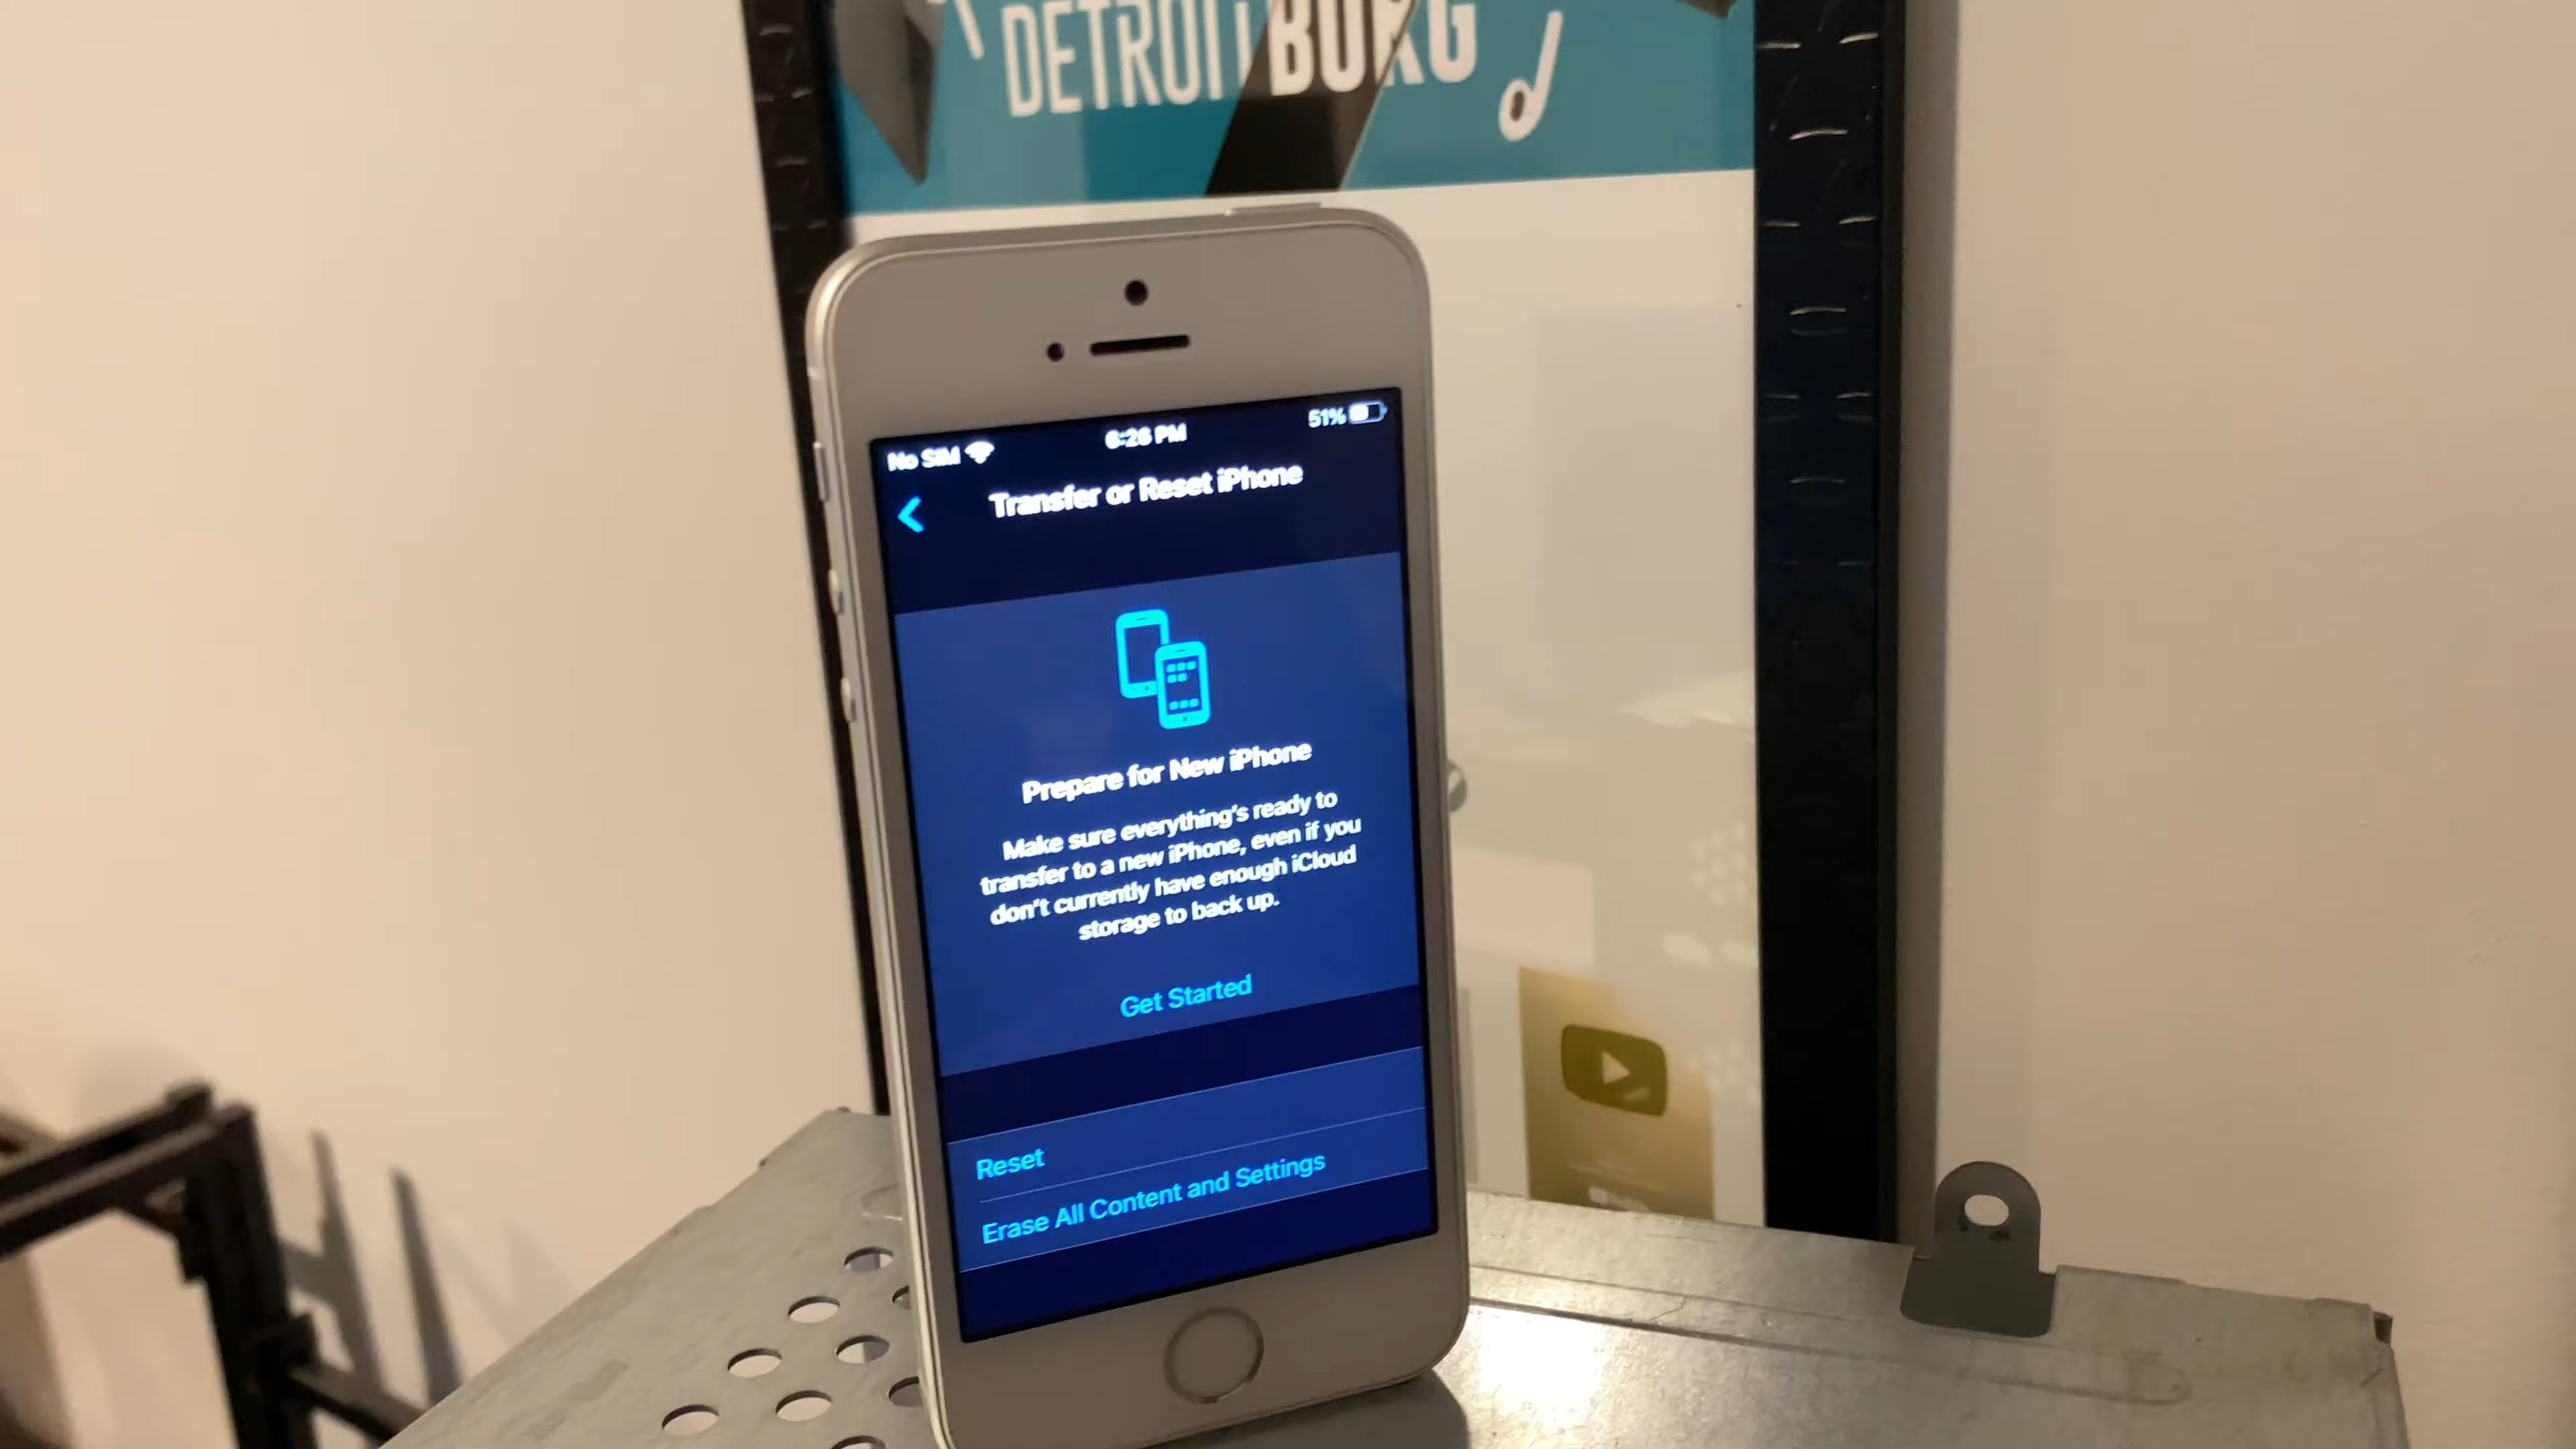 DETROITBORG
No SIM
6:26 PM
51%
Transfer or Reset iPhone
Prepare for New iPhone
Make sure everything's ready to
transfer to a new iPhone, even if you
don't currently have enough iCloud
storage to back up.
Get Started
Reset
Erase All Content and Settings